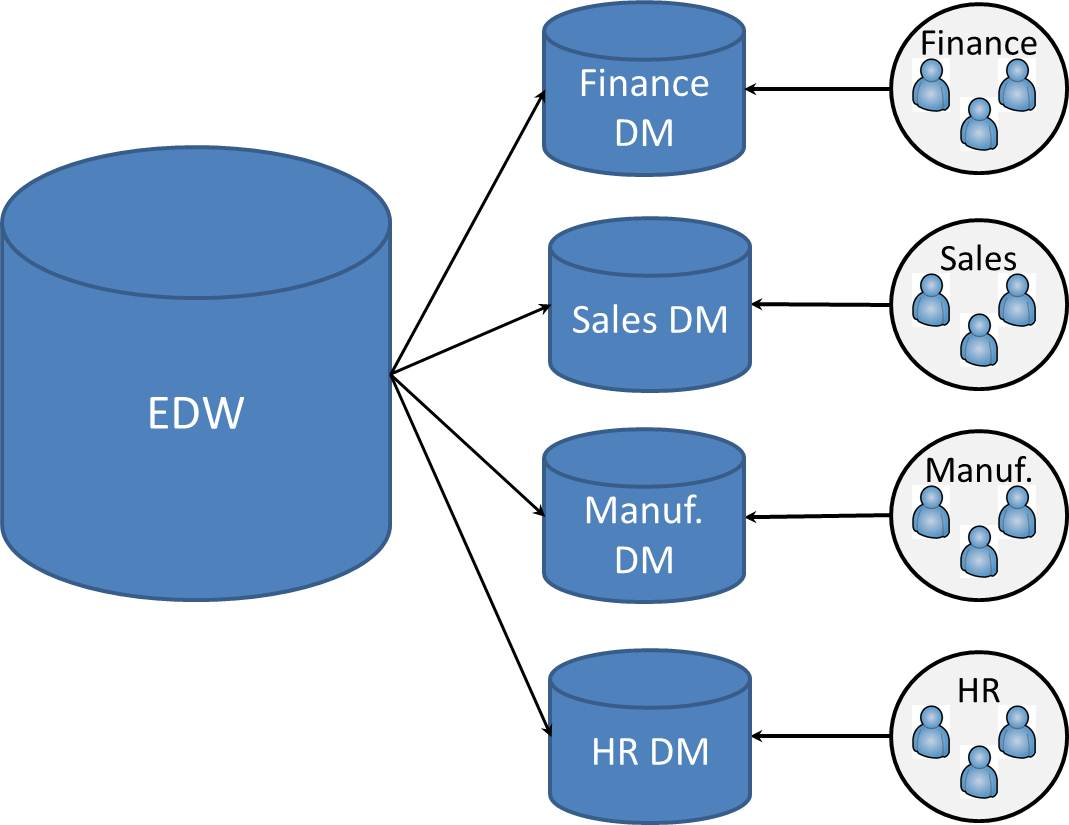 Finance
DM
Finance
Sales DM
Sales
EDW
Manuf.
DM
Manuf.
HR DM
HR